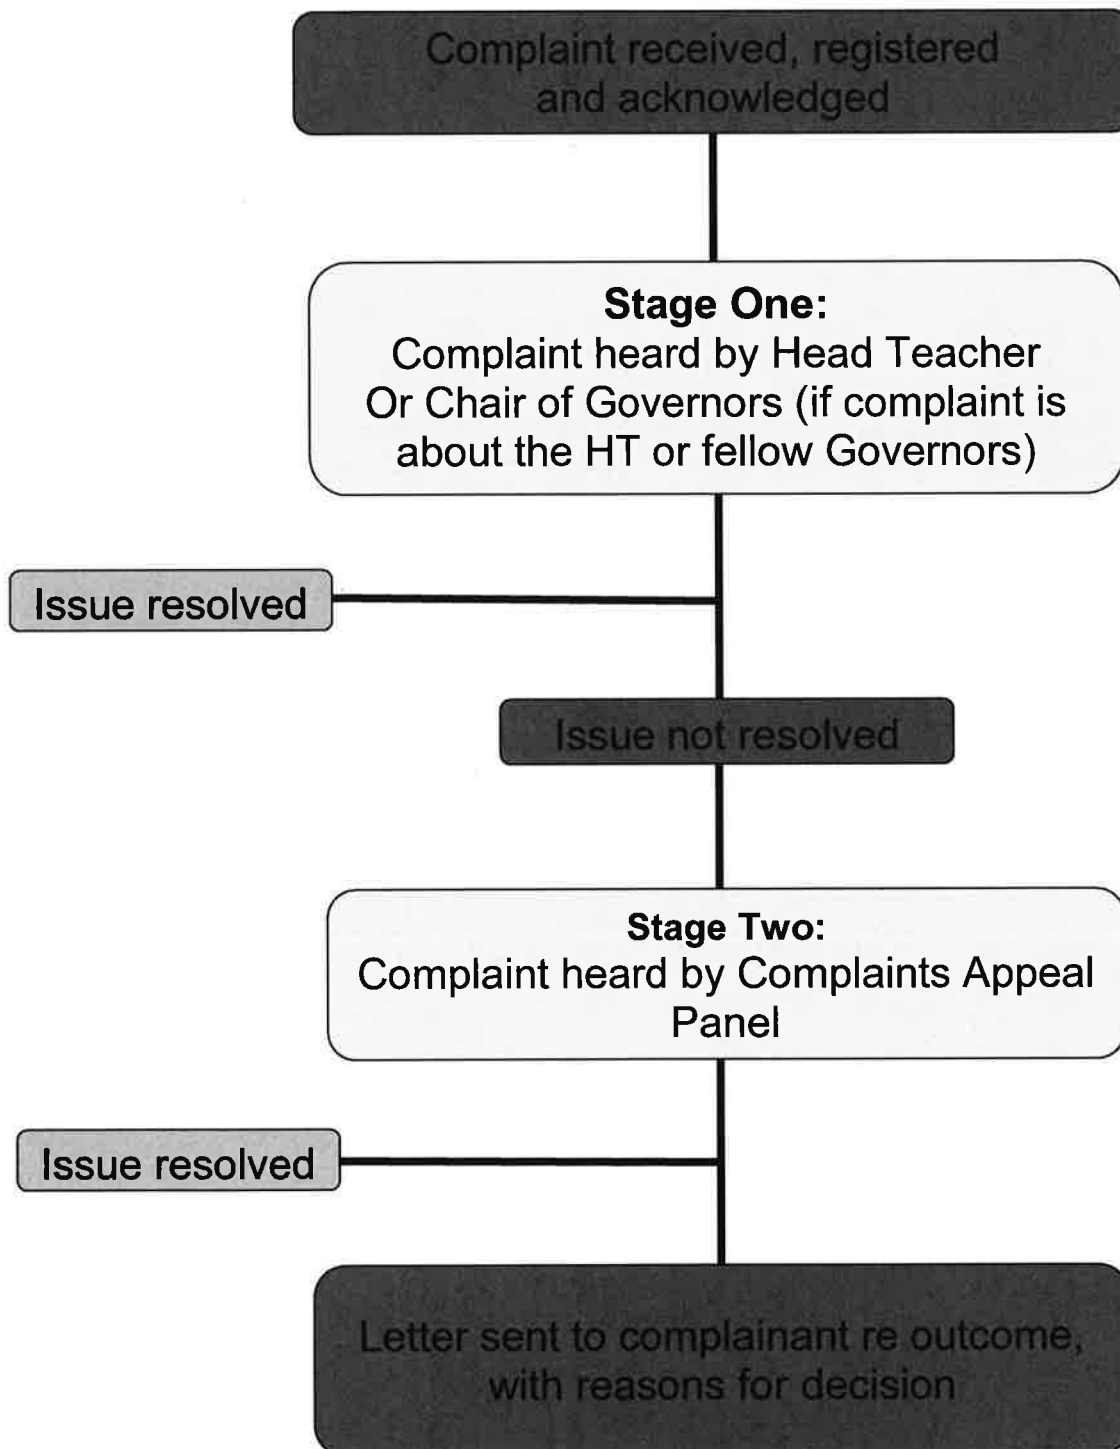 Complaint received, registered
and acknowledged
Stage One:
Complaint heard by Head Teacher
Or Chair of Governors (if complaint is
about the HT or fellow Governors)
Issue resolved
Issue not resolved
Stage Two:
Complaint heard by Complaints Appeal
Panel
Issue resolved
Letter sent to complainant re outcome,
with reasons for decision